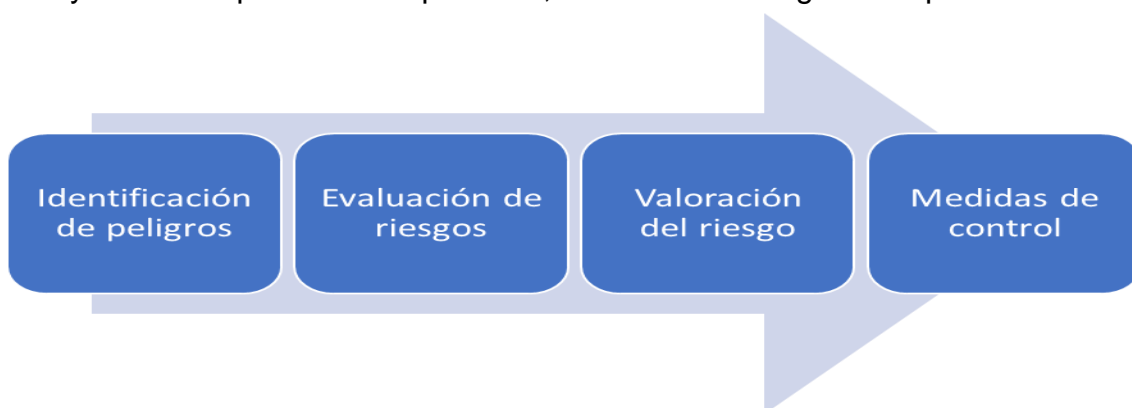 Identificación
de peligros
Evaluación de
riesgos
Valoración
del riesgo
Medidas de
control